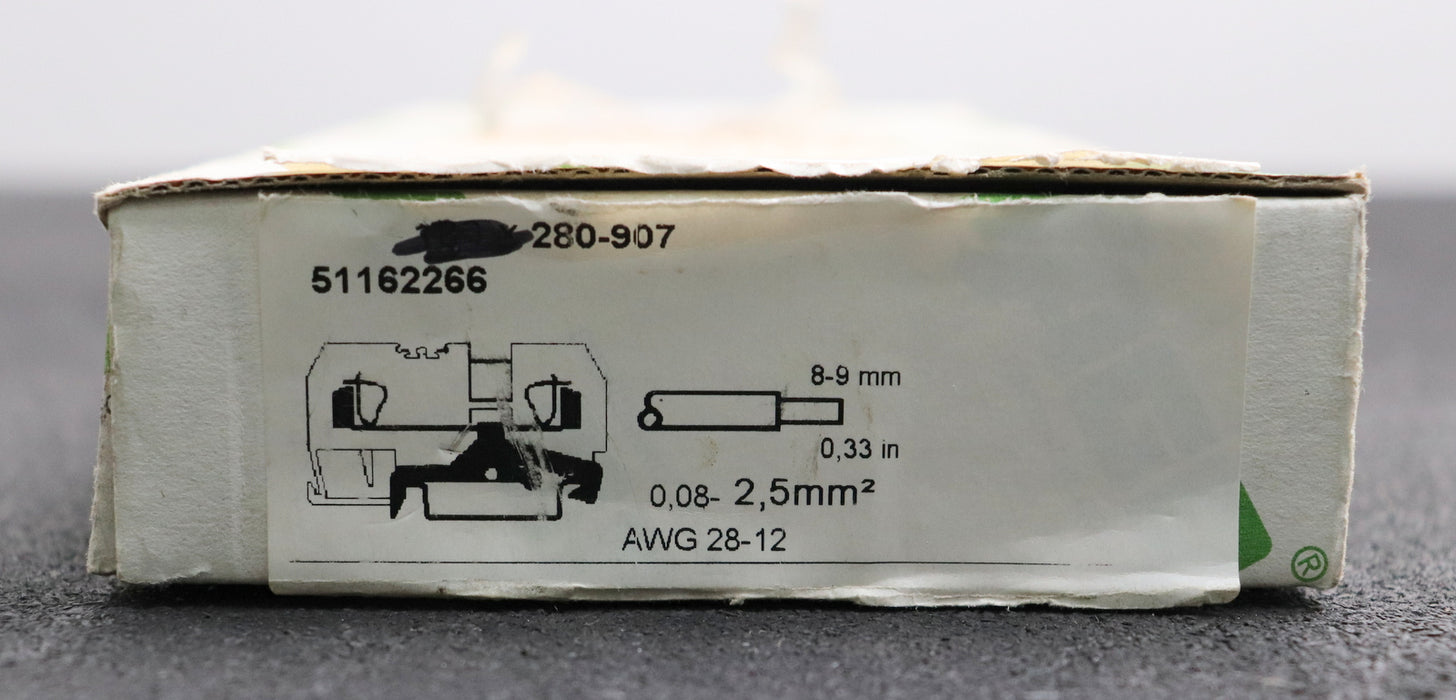 280-907
51162266
8-9 mm
0,33 in
0,08- 2,5mm²
AWG 28-12
®